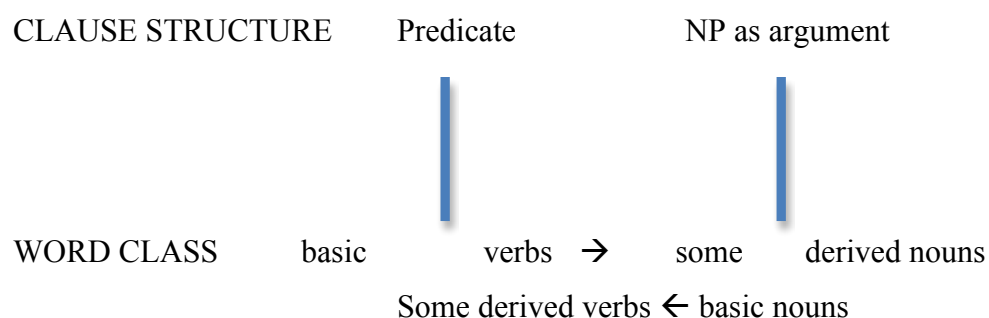 CLAUSE STRUCTURE Predicate NP as argument
WORD CLASS basic verbs → some derived nouns
Some derived verbs ← basic nouns